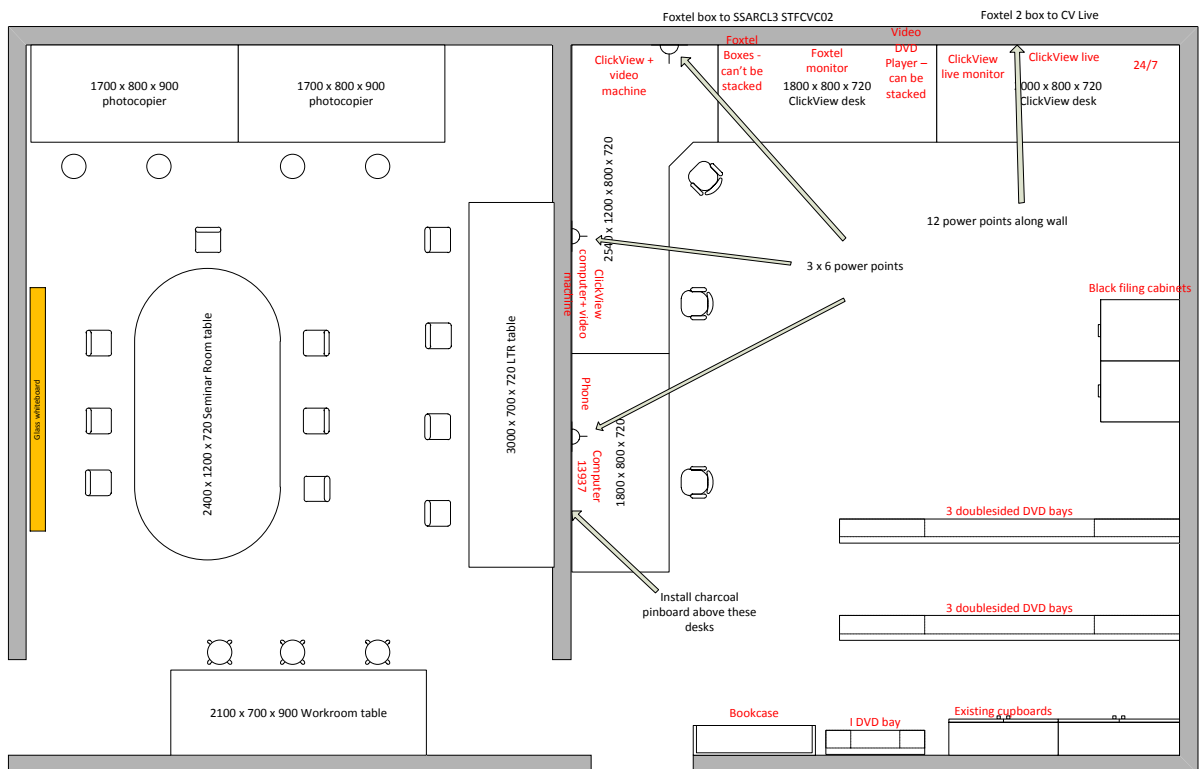 Foxtel box to SSARCL3 STFCVC02
Foxtel 2 box to CV Live
1700 x 800 x 900
photocopier
1700 x 800 x 900
photocopier
ClickView +
video
machine
Foxtel
Boxes -
can't be
stacked
Foxtel
monitor
1800 x 800 x 720
ClickView desk
Video
DVD
Player –
can be
stacked
ClickView
live monitor
ClickView live
24/7
000 x 800 x 720
ClickView desk
2540 x 1200 x 800 x 720
12 power points along wall
3 x 6 power points
ClickView
computer+ video
machine
Black filing cabinets
Glass whiteboard
2400 x 1200 x 720 Seminar Room table
3000 x 700 x 720 LTR table
Phone
Computer
13937
1800 x 800 x 720
3 doublesided DVD bays
Install charcoal
pinboard above these
desks
3 doublesided DVD bays
2100 x 700 x 900 Workroom table
Bookcase
I DVD bay
Existing cupboards